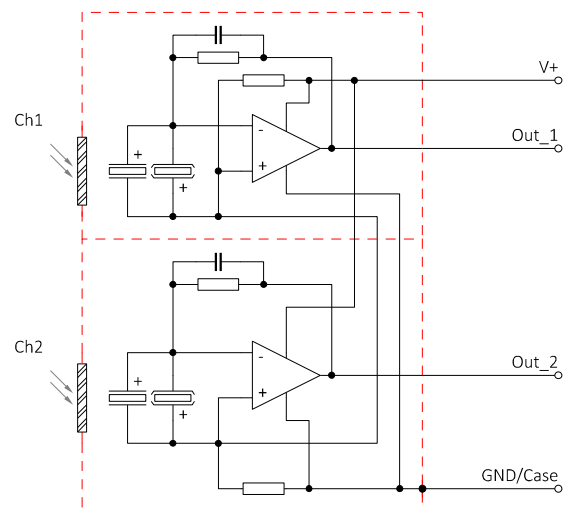 V+
Ch1
Out_1
+
-
+
+
Ch2
Out_2
+
-
+
+
GND/Case